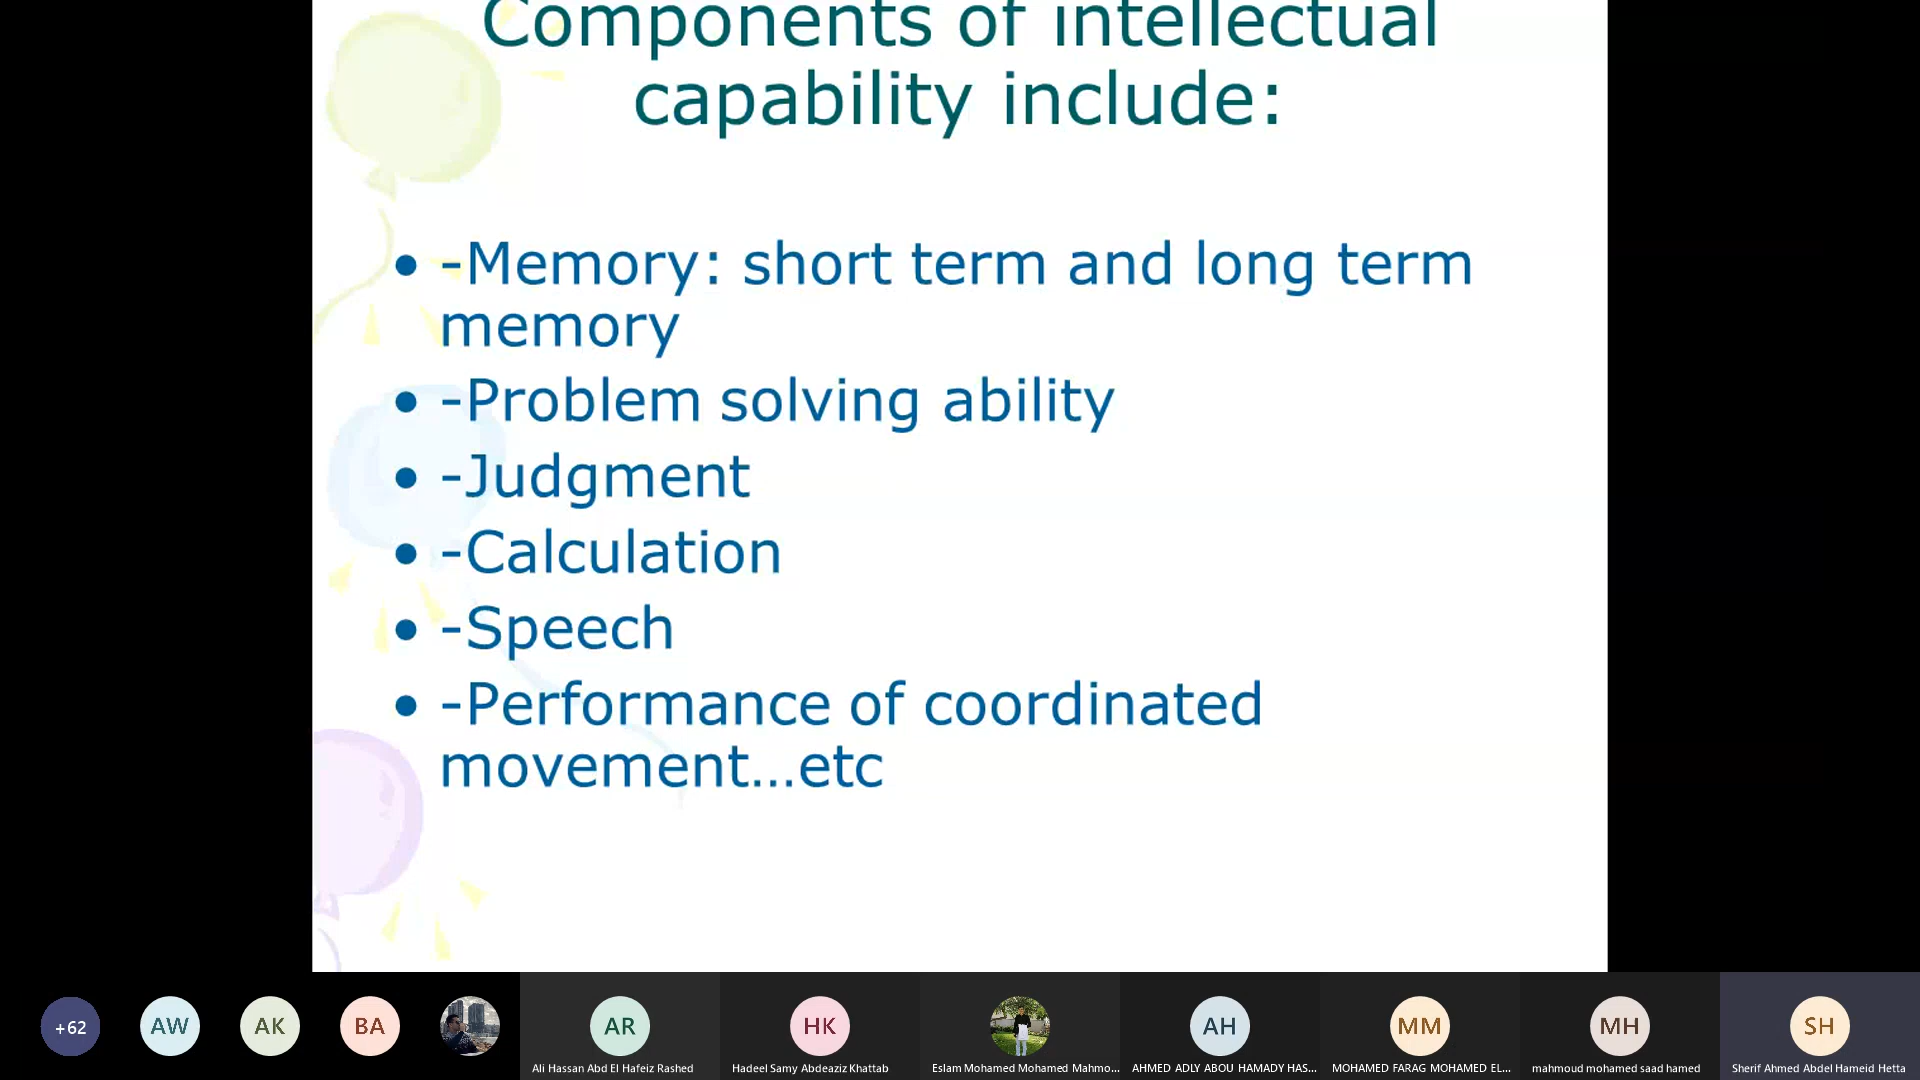 Components of intellectual
capability include:
• -Memory: short term and long term
memory
• -Problem solving ability
• -Judgment
• -Calculation
• -Speech
• -Performance of coordinated
movement...etc
+62
AW
AK
BA
AR
HK
AH
MM
MH
SH
Ali Hassan Abd El Hafeiz Rashed
Hadeel Samy Abdeaziz Khattab
Eslam Mohamed Mohamed Mahmo...
AHMED ADLY ABOU HAMADY HAS...
MOHAMED FARAG MOHAMED EL...
mahmoud mohamed saad hamed
Sherif Ahmed Abdel Hameid Hetta